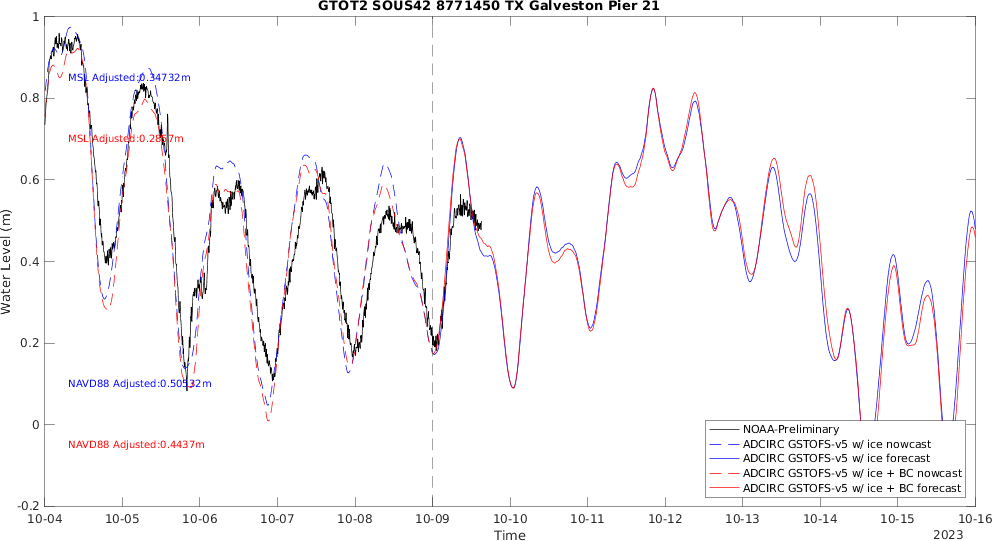 GTOT2 SOUS42 8771450 TX Galveston Pier 21
1
0.8
0.6
0.4
0.2
0
-0.2
Water Level (m)
MSL Adjusted:0.34732m
MSL Adjusted:0.2857m
NAVD88 Adjusted:0.50532m
NAVD88 Adjusted:0.4437m
NOAA-Preliminary
ADCIRC GSTOFS-v5 w/ ice nowcast
ADCIRC GSTOFS-v5 w/ ice forecast
ADCIRC GSTOFS-v5 w/ ice + BC nowcast
ADCIRC GSTOFS-v5 w/ ice + BC forecast
10-04 10-05 10-06 10-07 10-08 10-09 10-10 10-11 10-12 10-13 10-14 10-15 10-16
Time
2023